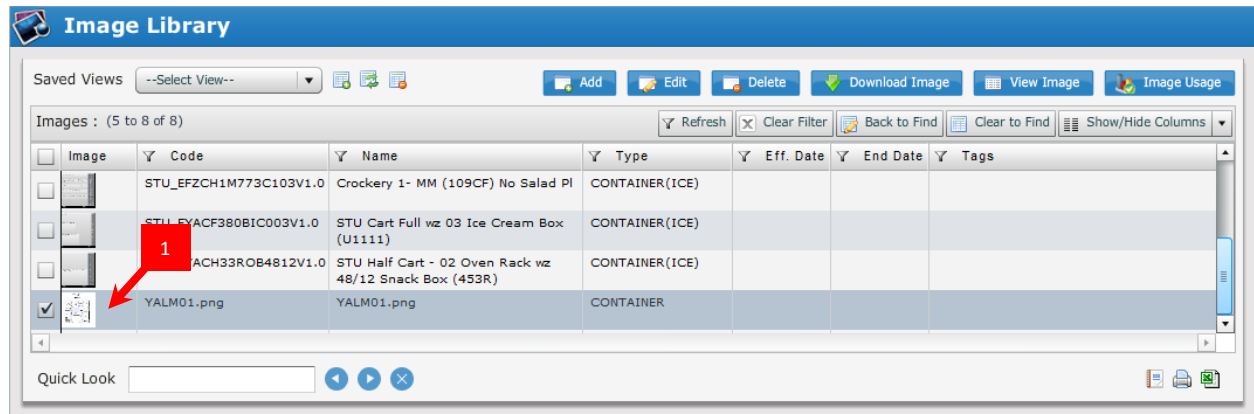 Image Library
Saved Views --Select View-- Add Edit Delete Download Image View Image Image Usage
Images : (5 to 8 of 8) Refresh Clear Filter Back to Find Clear to Find Show/Hide Columns
Image Code Name Type Eff. Date End Date Tags
STU_EFZCH1M773C103V1.0 Crockery 1- MM (109CF) No Salad Pl CONTAINER(ICE)
STU_EYACF380BIC003V1.0 STU Cart Full wz 03 Ice Cream Box CONTAINER(ICE)
(U1111)
1
ACH33ROB4812V1.0 STU Half Cart - 02 Oven Rack wz CONTAINER(ICE)
48/12 Snack Box (453R)
YALM01.png YALM01.png CONTAINER
Quick Look